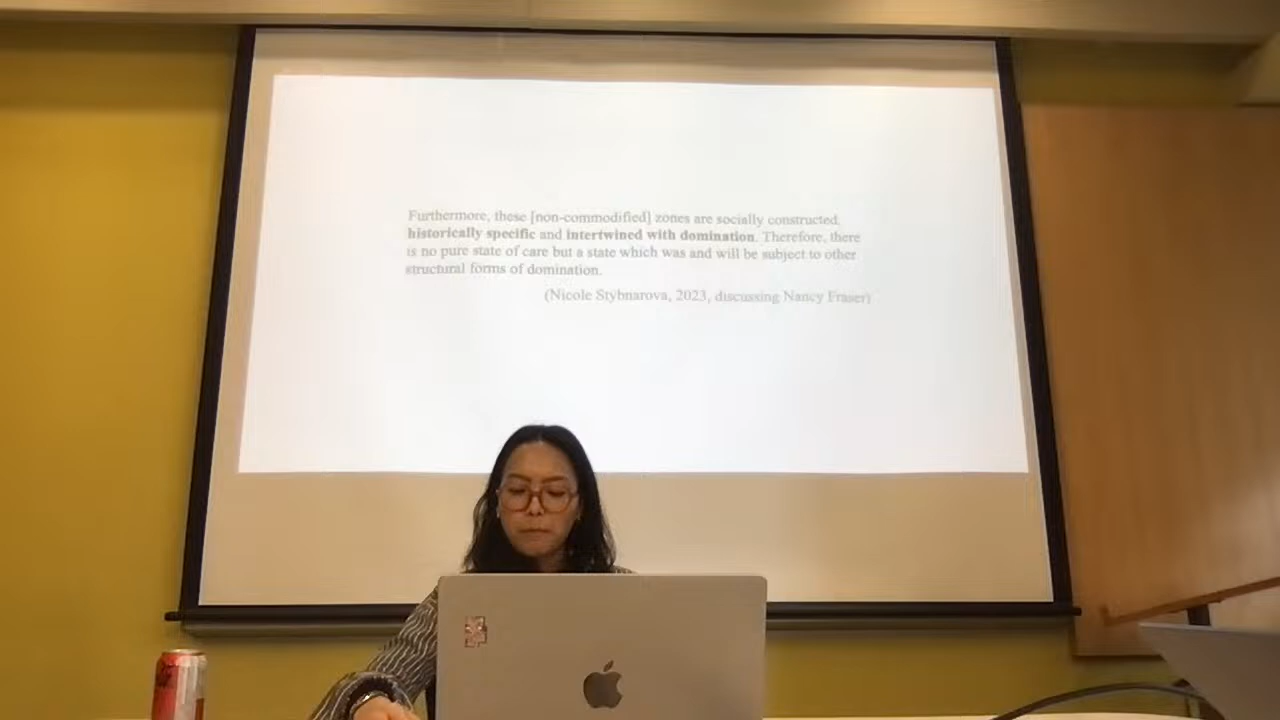 Furthermore, these [non-commodified] zones are socially constructed,
historically specific and intertwined with domination. Therefore, there
is no pure state of care but a state which was and will be subject to other
structural forms of domination.
(Nicole Stybnarova, 2023, discussing Nancy Fraser)